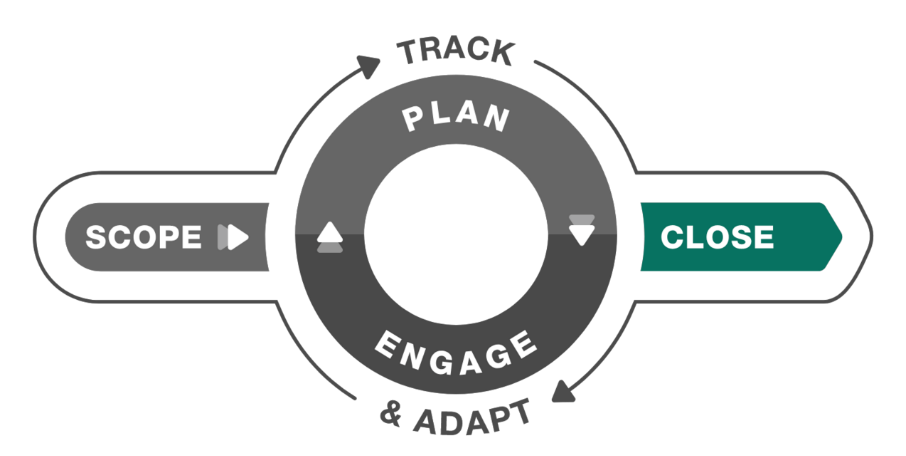 TRACK
PLAN
SCOPE
CLOSE
ENGAGE
& ADAPT